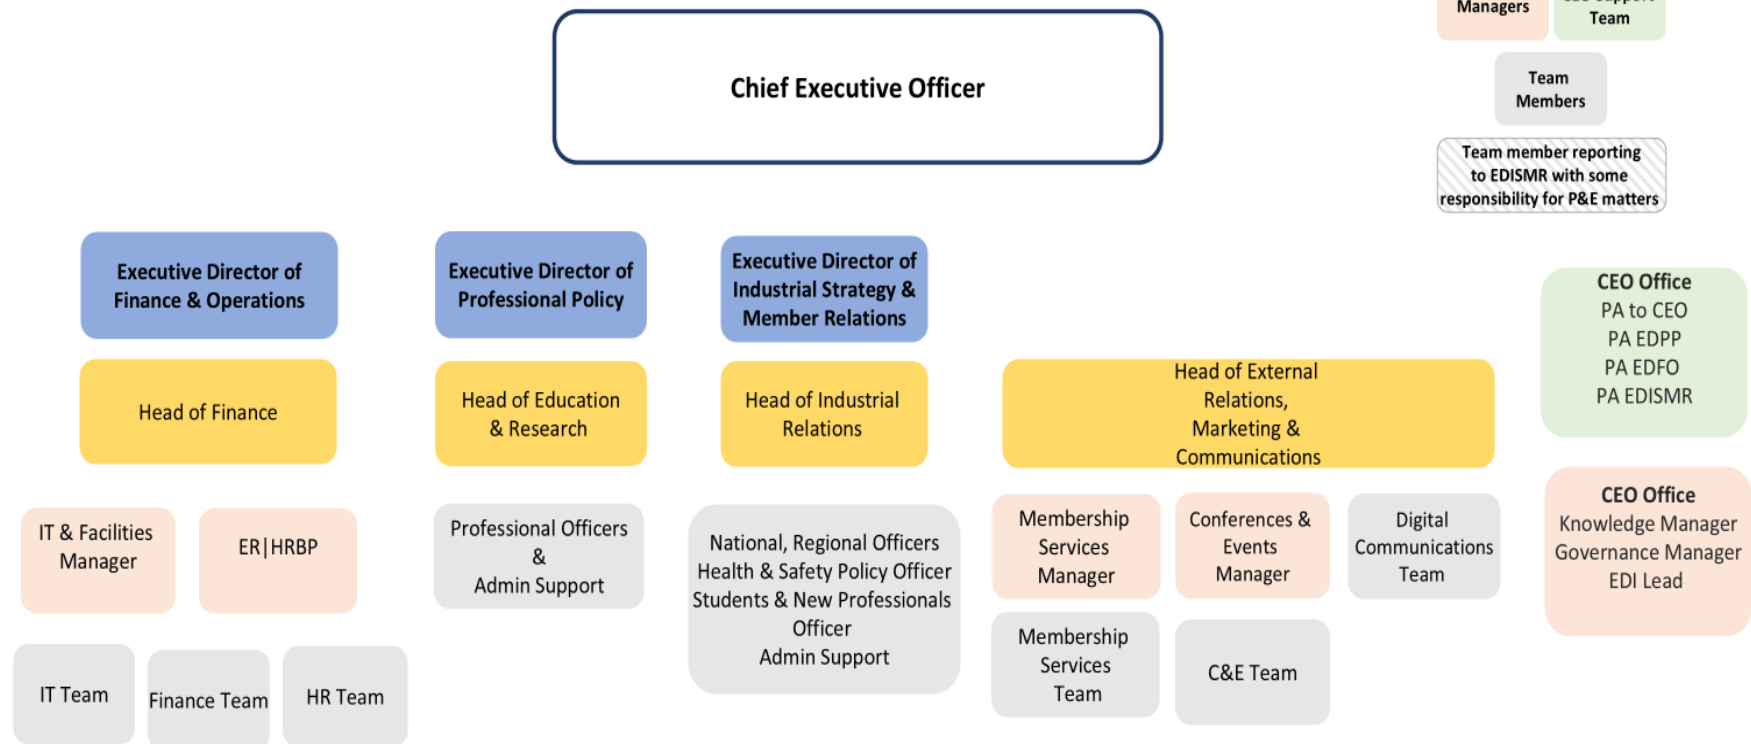 Managers
Team
Team
Members
Team member reporting
to EDISMR with some
responsibility for P&E matters
Chief Executive Officer
Executive Director of
Finance & Operations
Executive Director of
Professional Policy
Executive Director of
Industrial Strategy &
Member Relations
Head of Finance
Head of Education
& Research
Head of Industrial
Relations
Head of External
Relations,
Marketing &
Communications
CEO Office
PA to CEO
PA EDPP
PA EDFO
PA EDISMR
IT & Facilities
Manager
ER|HRBP
Professional Officers
&
Admin Support
National, Regional Officers
Health & Safety Policy Officer
Students & New Professionals
Officer
Admin Support
Membership
Services
Manager
Conferences &
Events
Manager
Digital
Communications
Team
CEO Office
Knowledge Manager
Governance Manager
EDI Lead
IT Team
Finance Team
HR Team
Membership
Services
Team
C&E Team